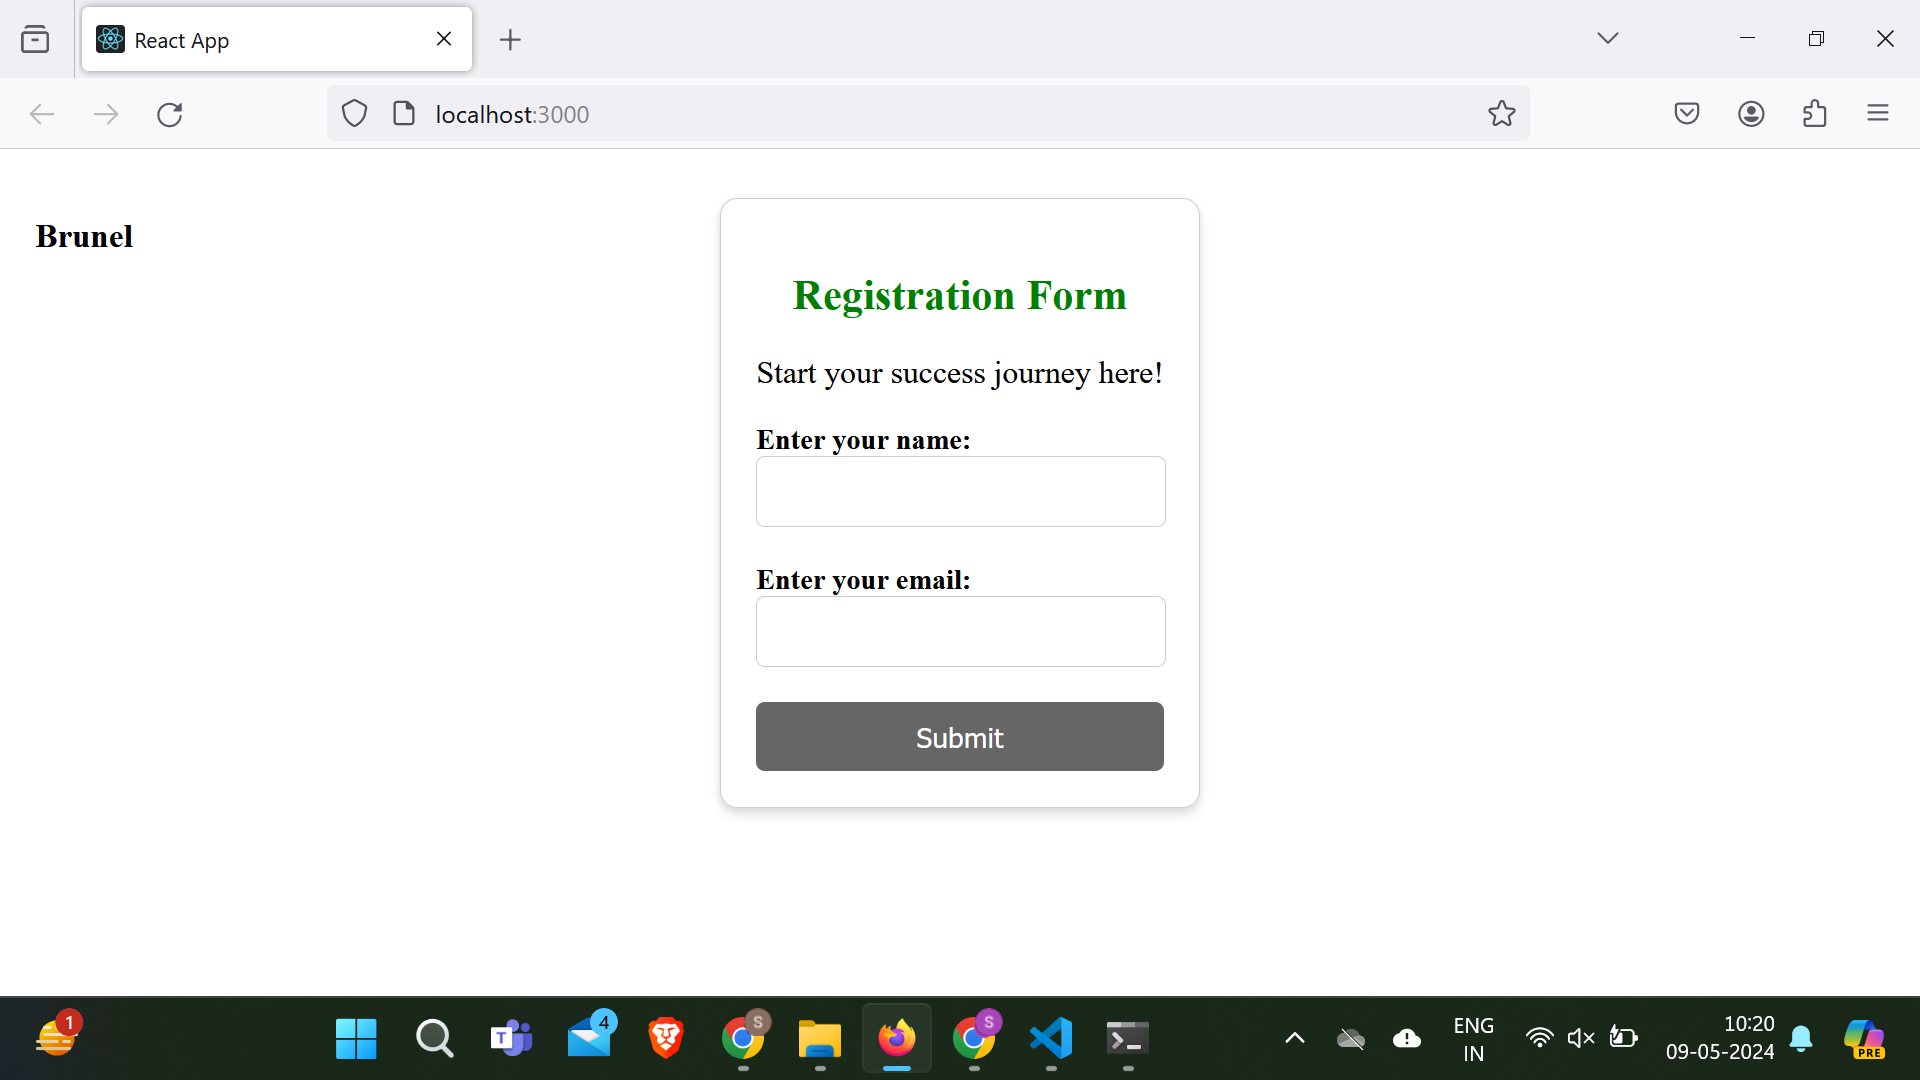 React App
localhost:3000
Brunel
Registration Form
Start your success journey here!
Enter your name:
Enter your email:
Submit
1
T
4
S
S
ENG
IN
10:20
09-05-2024
PRE